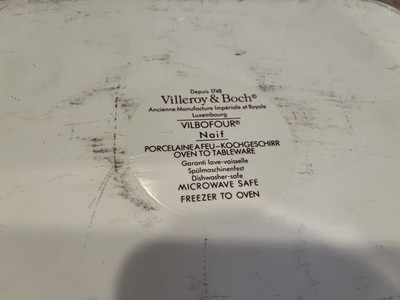 Depuis 1748
Villeroy & Boch©
Ancienne Manufacture Impériale et Royale
Luxembourg
VILBOFOUR®
Naif
PORCELAINE A FEU-KOCHGESCHIRR
OVEN TO TABLEWARE
Garanti lave-vaisselle
Spülmaschinenfest
Dishwasher-safe
MICROWAVE SAFE
FREEZER TO OVEN